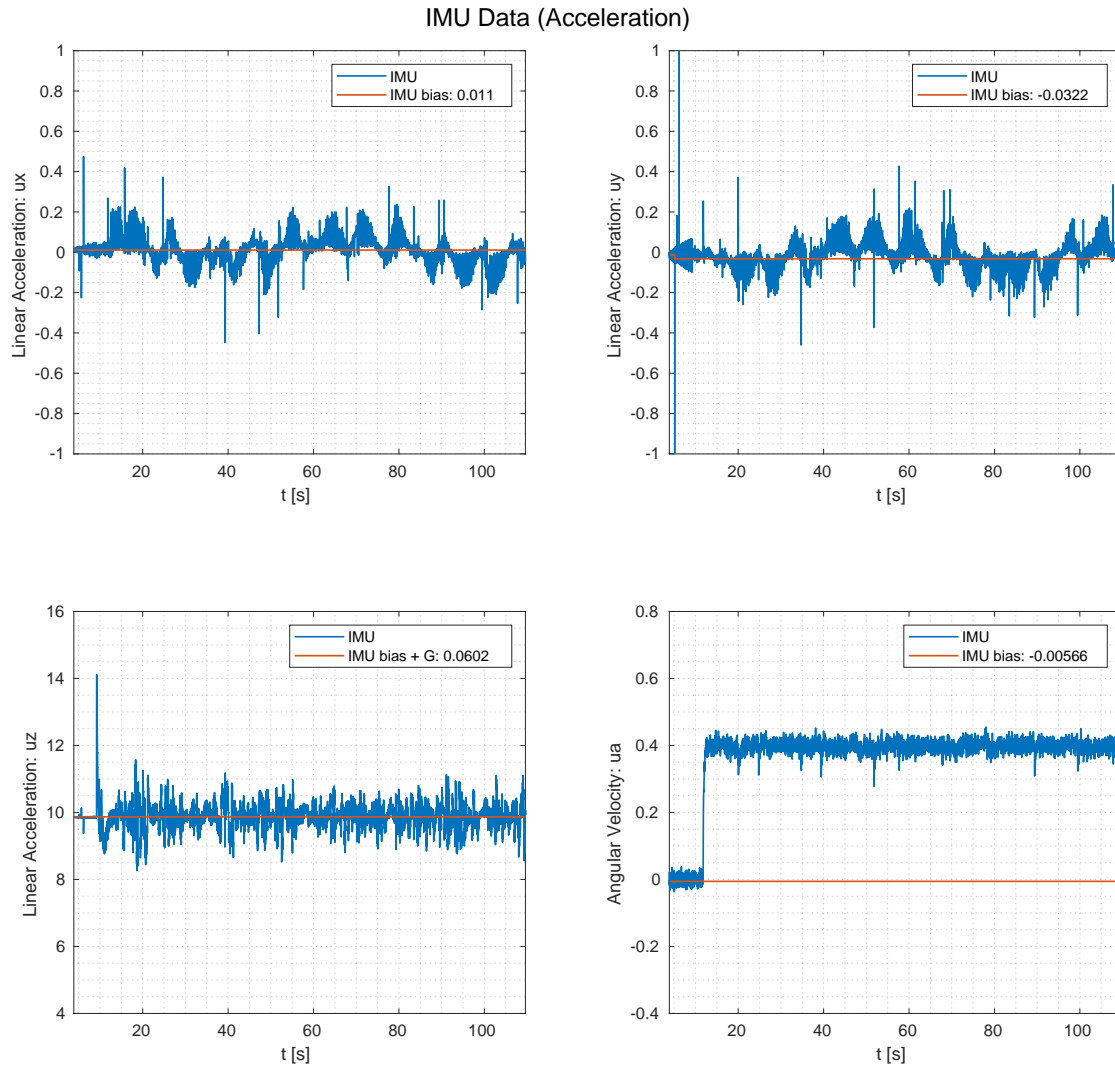 IMU Data (Acceleration)
1
0.8
0.6
0.4
0.2
0
-0.2
-0.4
-0.6
-0.8
-1
Linear Acceleration: ux
IMU
IMU bias: 0.011
20 40 60 80 100
t [s]
1
0.8
0.6
0.4
0.2
0
-0.2
-0.4
-0.6
-0.8
-1
Linear Acceleration: uy
IMU
IMU bias: -0.0322
20 40 60 80 100
t [s]
16
14
12
10
8
6
4
Linear Acceleration: uz
IMU
IMU bias + G: 0.0602
20 40 60 80 100
t [s]
0.8
0.6
0.4
0.2
0
-0.2
-0.4
Angular Velocity: ua
IMU
IMU bias: -0.00566
20 40 60 80 100
t [s]